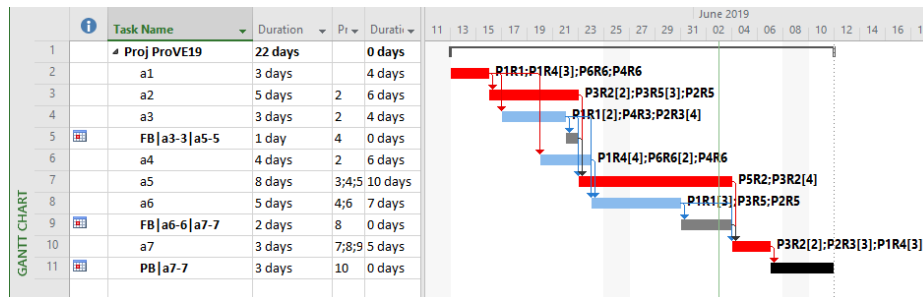 June 2019
Task Name Duration Pr Duratic 11 13 15 17 19 21 23 25 27 29 31 02 04 06 08 10 12 14 16
1 Proj ProVE19 22 days 0 days
2 a1 3 days 4 days P1R1;P1R4[3];P6R6;P4R6
3 a2 5 days 2 6 days P3R2[2];P3R5[3];P2R5
4 a3 3 days 2 4 days P1R1[2];P4R3;P2R3[4]
5 FB|a3-3|a5-5 1 day 4 0 days
6 a4 4 days 2 6 days P1R4[4];P6R6[2];P4R6
7 a5 8 days 3;4;5 10 days P5R2;P3R2[4]
8 a6 5 days 4;6 7 days P1R1[3];P3R5;P2R5
9 FB|a6-6|a7-7 2 days 8 0 days
10 a7 3 days 7;8;9 5 days P3R2[2];P2R3[3];P1R4[3]
11 PB|a7-7 3 days 10 0 days
GANTT CHART